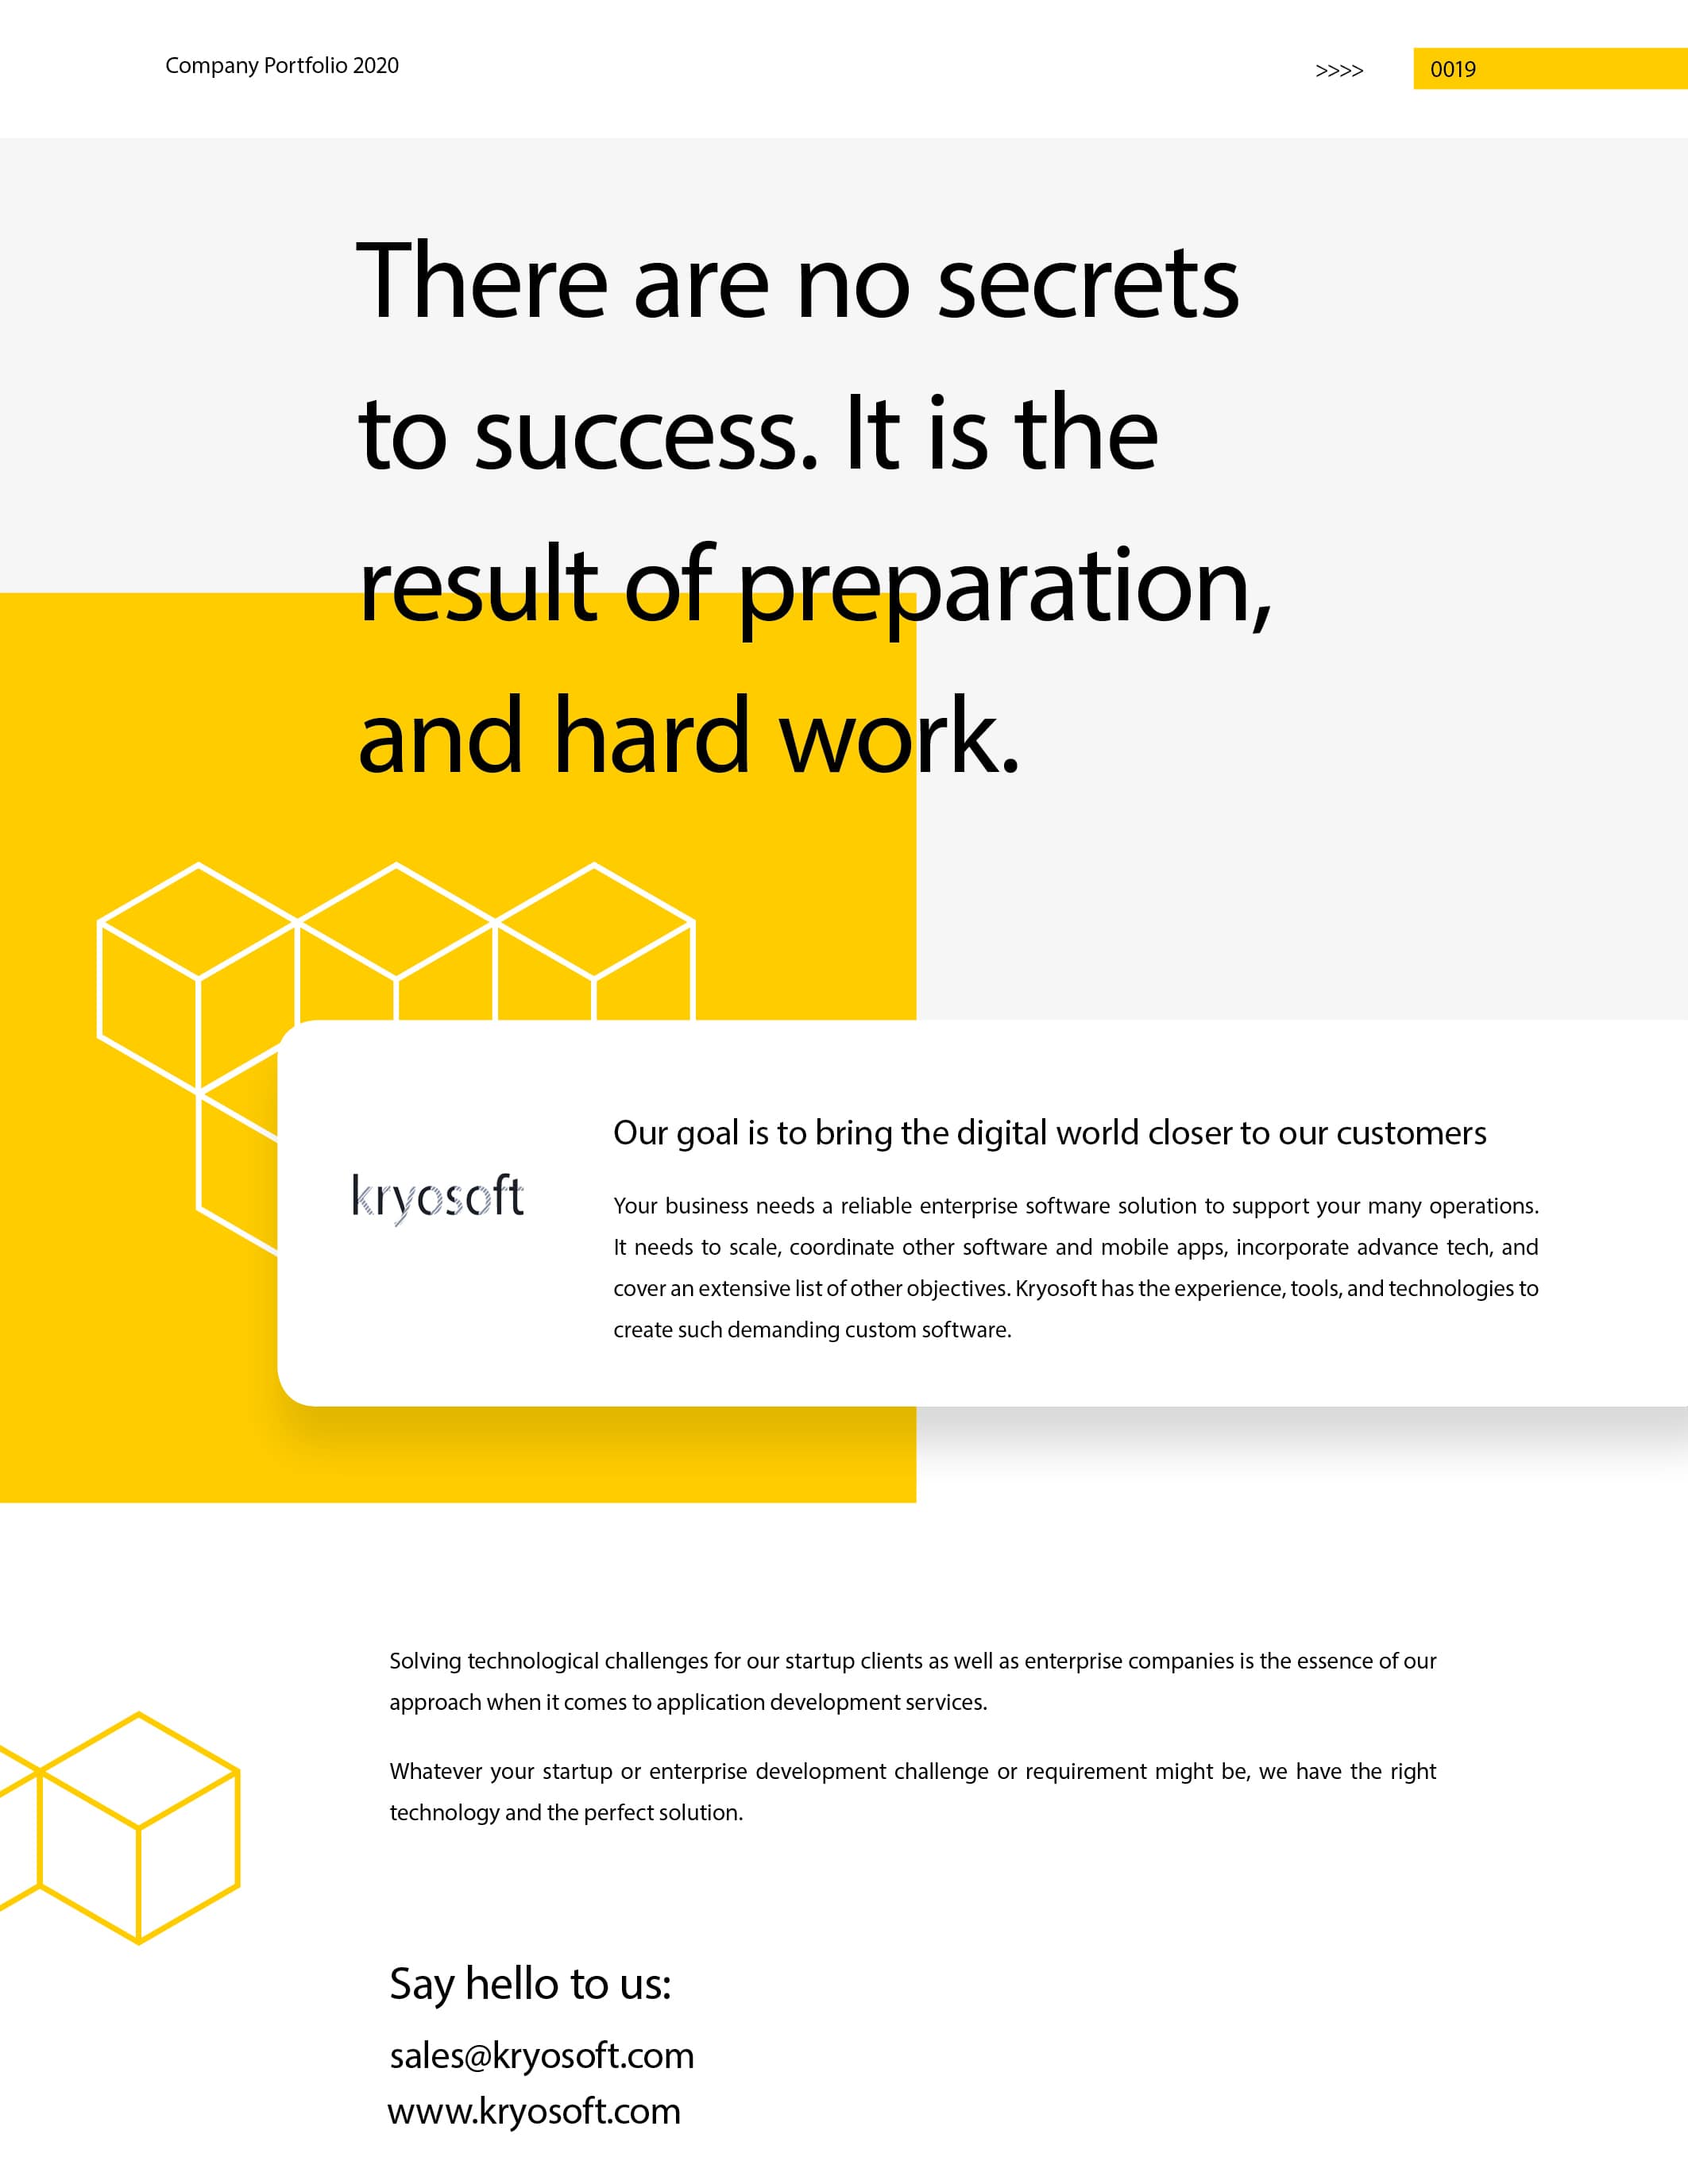 Company Portfolio 2020
>>>> 0019
There are no secrets
to success. It is the
result of preparation,
and hard work.
kryosoft
Our goal is to bring the digital world closer to our customers
Your business needs a reliable enterprise software solution to support your many operations.
It needs to scale, coordinate other software and mobile apps, incorporate advance tech, and
cover an extensive list of other objectives. Kryosoft has the experience, tools, and technologies to
create such demanding custom software.
Solving technological challenges for our startup clients as well as enterprise companies is the essence of our
approach when it comes to application development services.
Whatever your startup or enterprise development challenge or requirement might be, we have the right
technology and the perfect solution.
Say hello to us:
sales@kryosoft.com
www.kryosoft.com